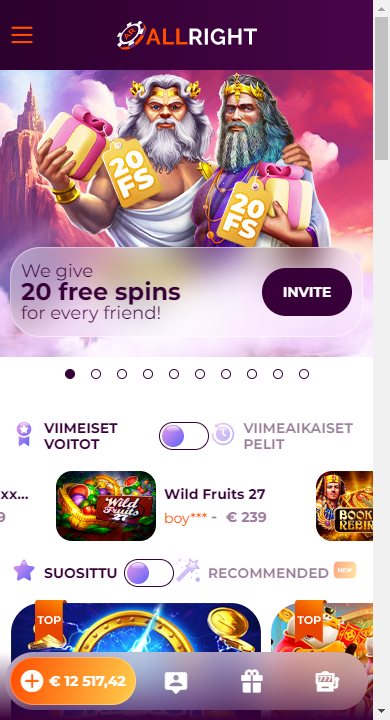 AR ALLRIGHT
20
FS
20
FS
We give
20 free spins
for every friend!
INVITE
VIIMEISET
VOITOT
VIIMEAIKAISET
PELIT
xx...
9
Wild Fruits 27
Wild Fruits 27
boy*** - € 239
BOOK
REBIR
SUOSITTU
RECOMMENDED
NEW
TOP
TOP
€ 12 517,42
777